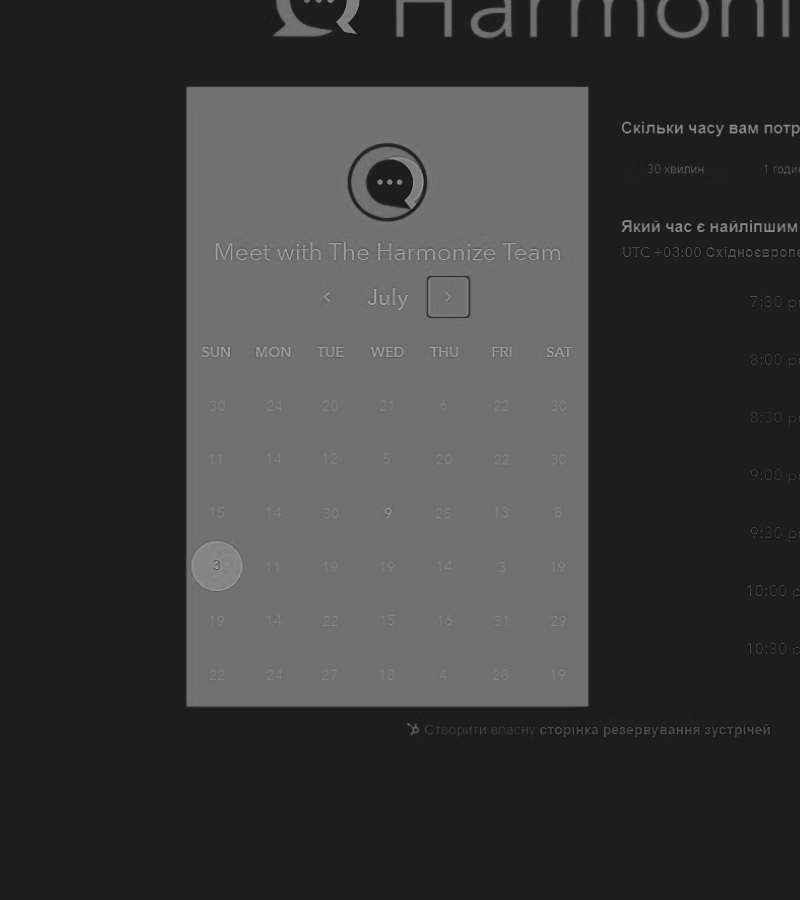 Harmoni
Meet with The Harmonize Team
July
SUN MON TUE WED THU FRI SAT
30 24 20 21 6 22 30
11 14 12 5 20 22 30
15 14 30 9 25 13 8
3 11 19 19 14 3 19
19 14 22 15 16 31 29
22 24 27 18 4 28 19
Скільки часу вам потр
30 хвилин 1 годи
Який час є найліпшим
UTC +03:00 Східноєвропе
7:30 p
8:00 p
8:30 p
9:00 p
9:30 p
10:00 p
10:30 p
Створити власну сторінка резервування зустрічей